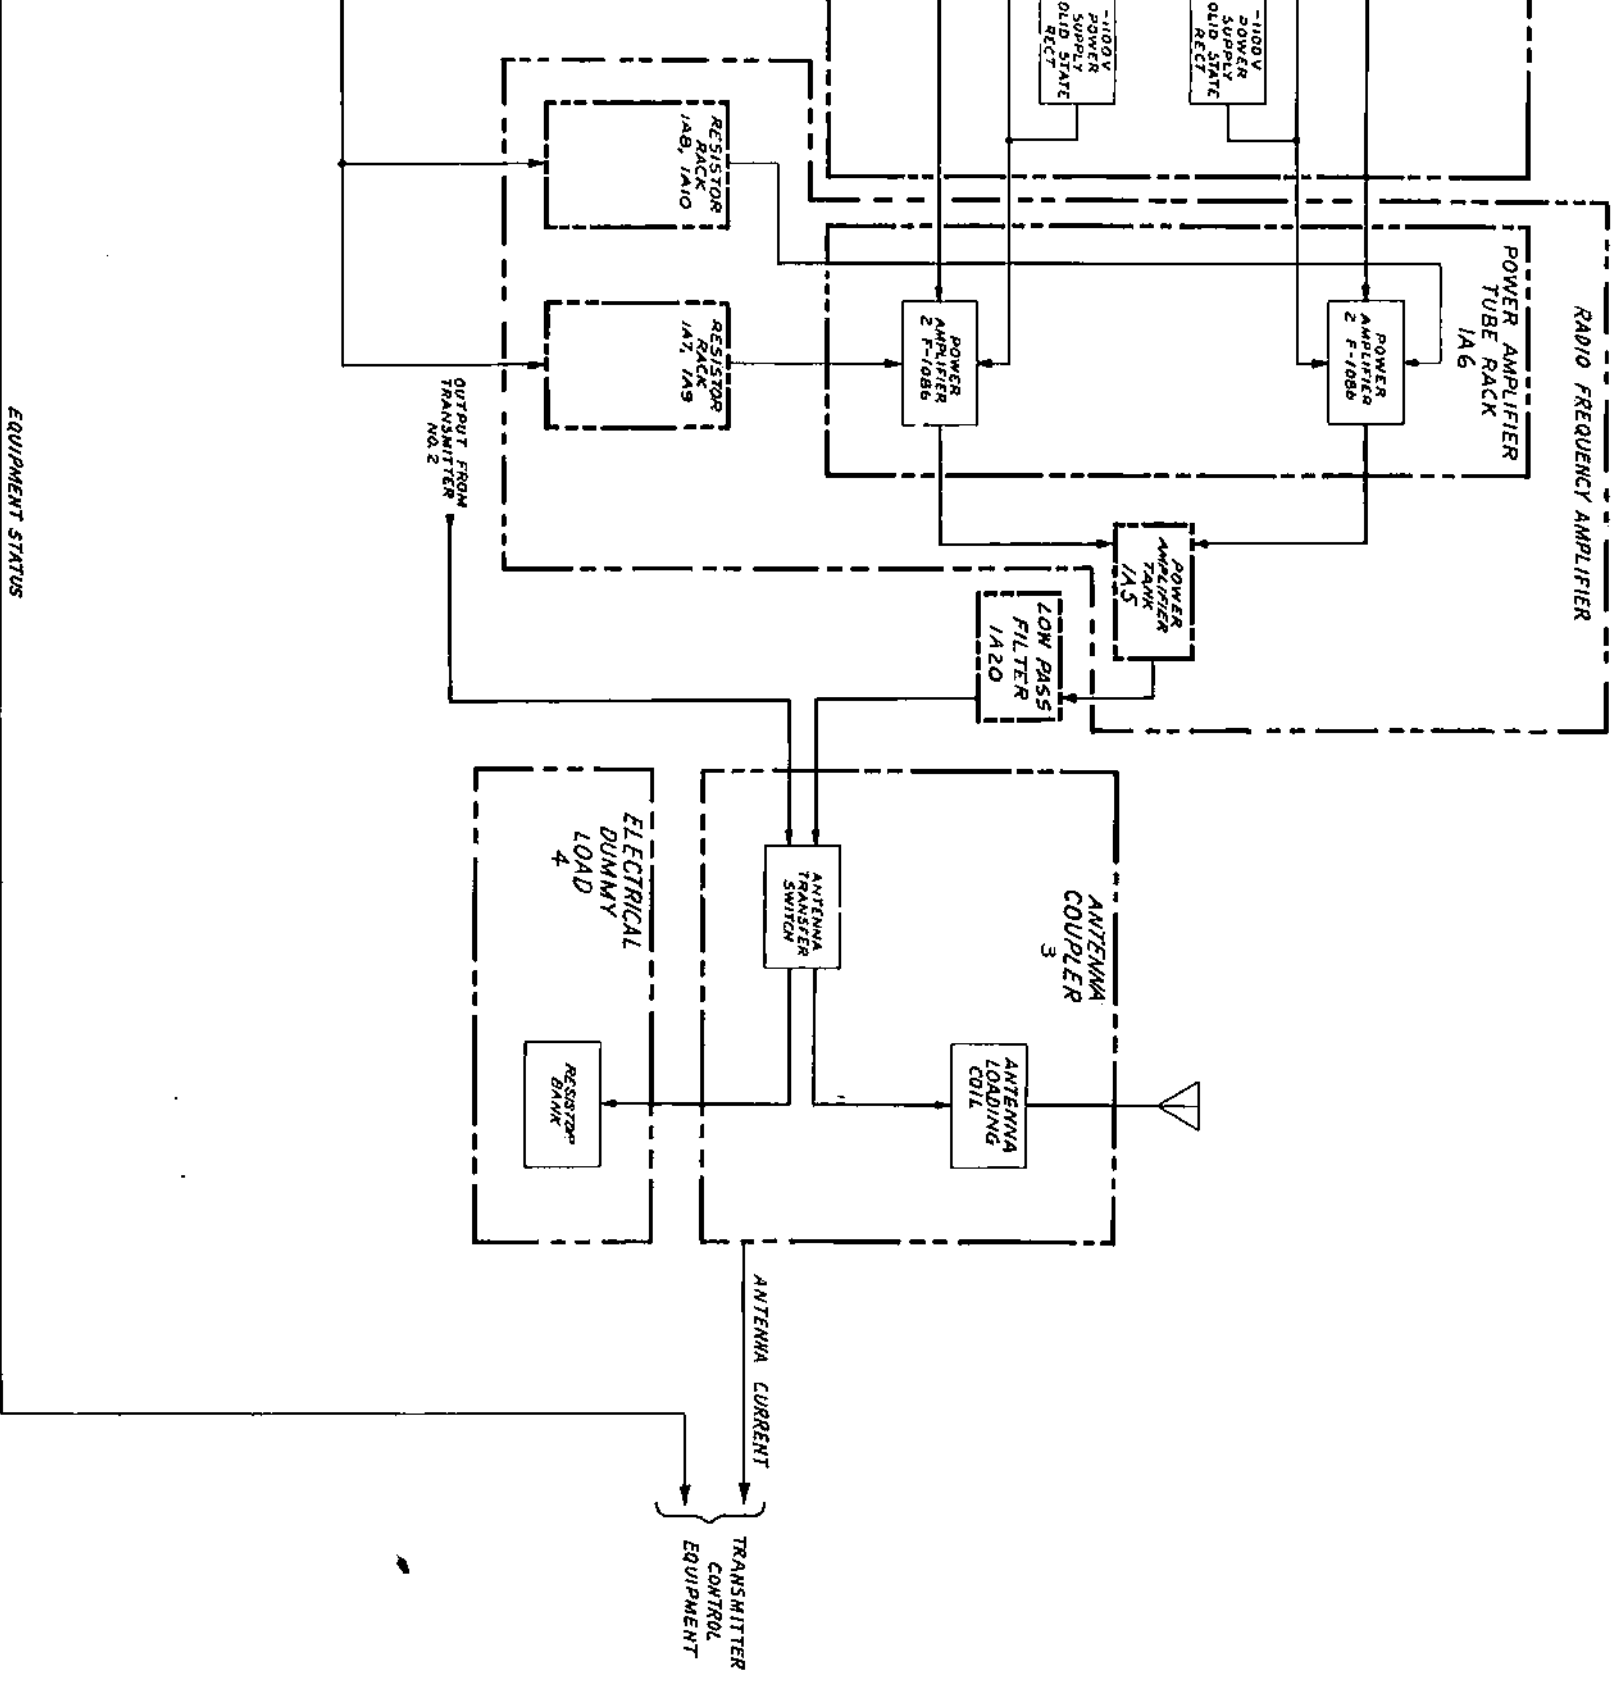 -1100V
POWER
SUPPLY
OLID STATE
RECT
-1100V
POWER
SUPPLY
OLID STATE
RECT
RADIO FREQUENCY AMPLIFIER
POWER AMPLIFIER
TUBE RACK
1A6
POWER
AMPLIFIER
2 F-1086
POWER
AMPLIFIER
2 F-1086
RESISTOR
RACK
1A8, 1A10
RESISTOR
RACK
1A7, 1A9
POWER
AMPLIFIER
TANK
1A5
LOW PASS
FILTER
1A20
OUTPUT FROM
TRANSMITTER
NO. 2
EQUIPMENT STATUS
ANTENNA
COUPLER
3
ANTENNA
TRANSFER
SWITCH
ANTENNA
LOADING
COIL
ELECTRICAL
DUMMY
LOAD
4
RESISTOR
BANK
ANTENNA CURRENT
TRANSMITTER
CONTROL
EQUIPMENT